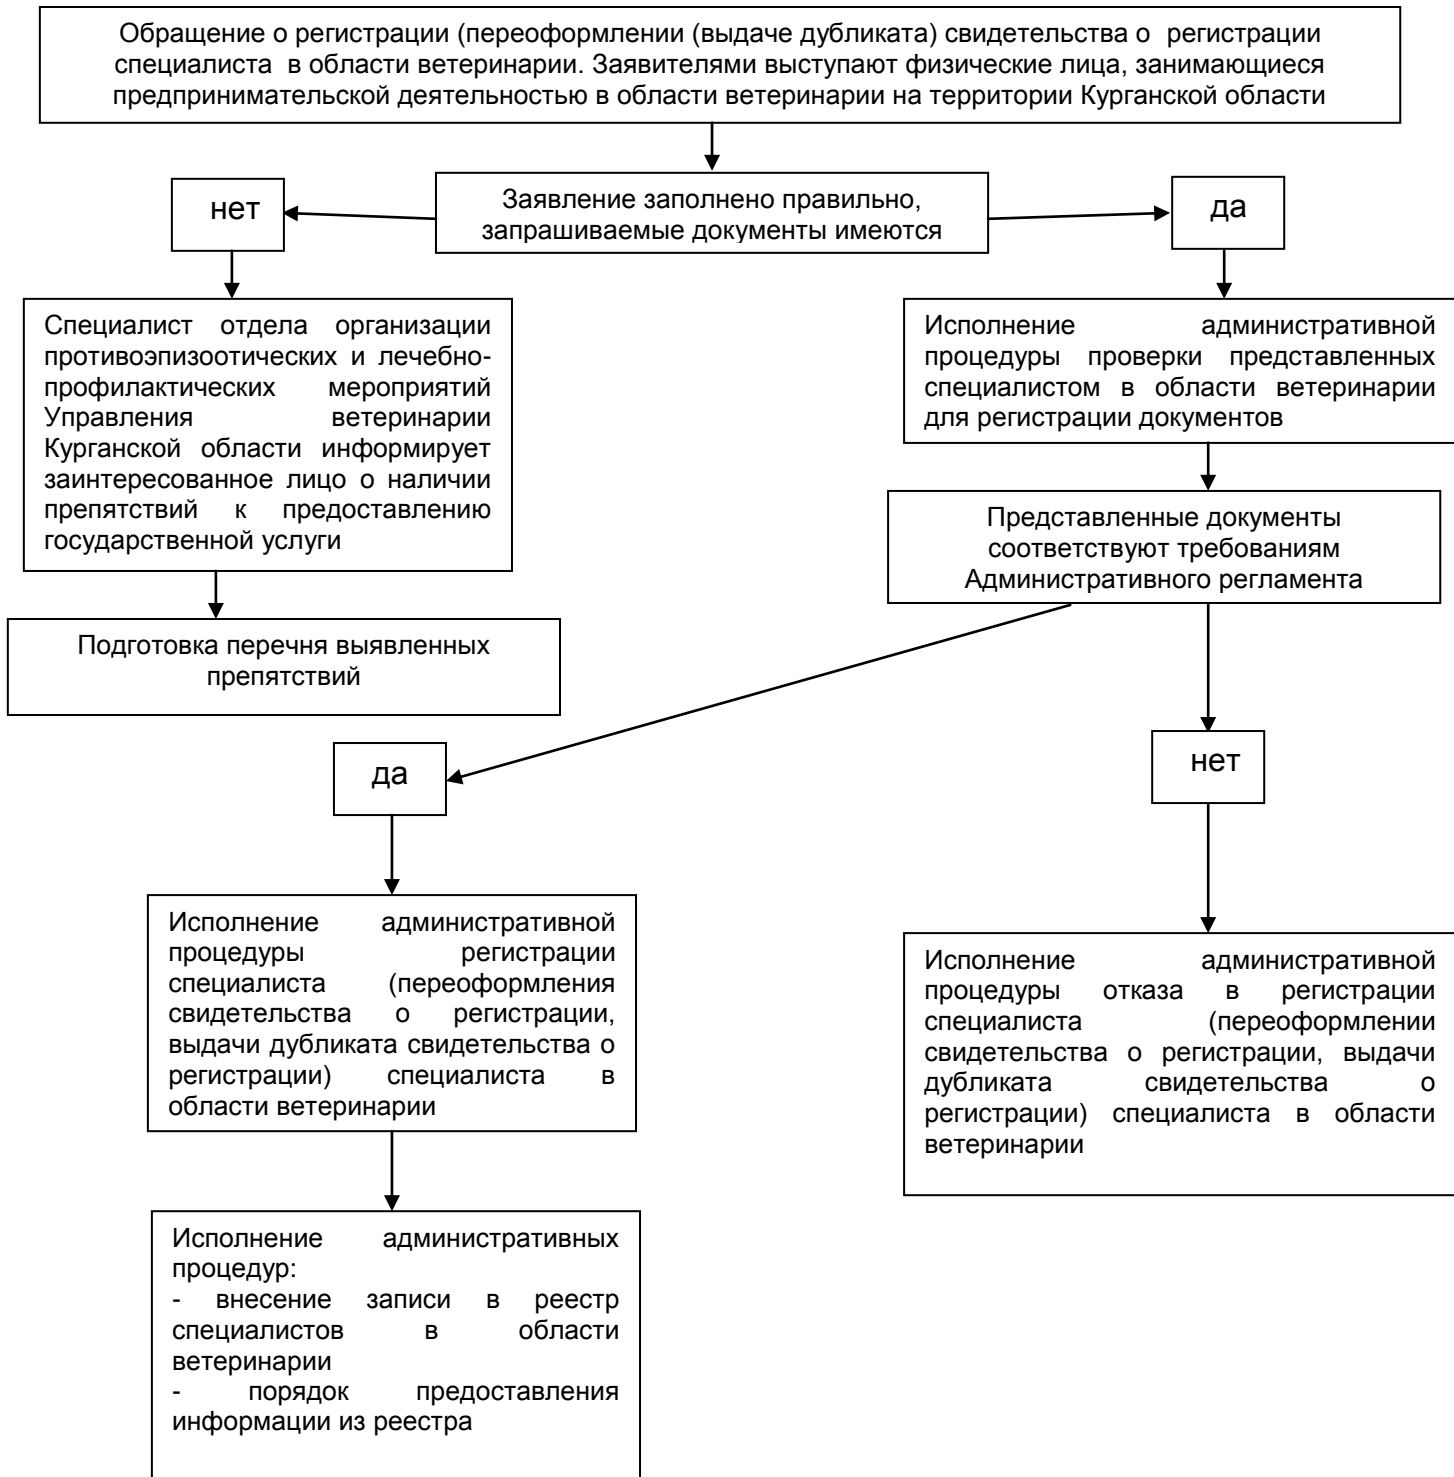 Обращение о регистрации (переоформлении (выдаче дубликата) свидетельства о регистрации
специалиста в области ветеринарии. Заявителями выступают физические лица, занимающиеся
предпринимательской деятельностью в области ветеринарии на территории Курганской области
нет
Заявление заполнено правильно,
запрашиваемые документы имеются
да
Специалист отдела организации
противоэпизоотических и лечебно-
профилактических мероприятий
Управления ветеринарии
Курганской области информирует
заинтересованное лицо о наличии
препятствий к предоставлению
государственной услуги
Исполнение административной
процедуры проверки представленных
специалистом в области ветеринарии
для регистрации документов
Представленные документы
соответствуют требованиям
Административного регламента
Подготовка перечня выявленных
препятствий
да
нет
Исполнение административной
процедуры регистрации
специалиста (переоформления
свидетельства о регистрации,
выдачи дубликата свидетельства о
регистрации) специалиста в
области ветеринарии
Исполнение административной
процедуры отказа в регистрации
специалиста (переоформлении
свидетельства о регистрации, выдачи
дубликата свидетельства о
регистрации) специалиста в области
ветеринарии
Исполнение административных
процедур:
- внесение записи в реестр
специалистов в области
ветеринарии
- порядок предоставления
информации из реестра